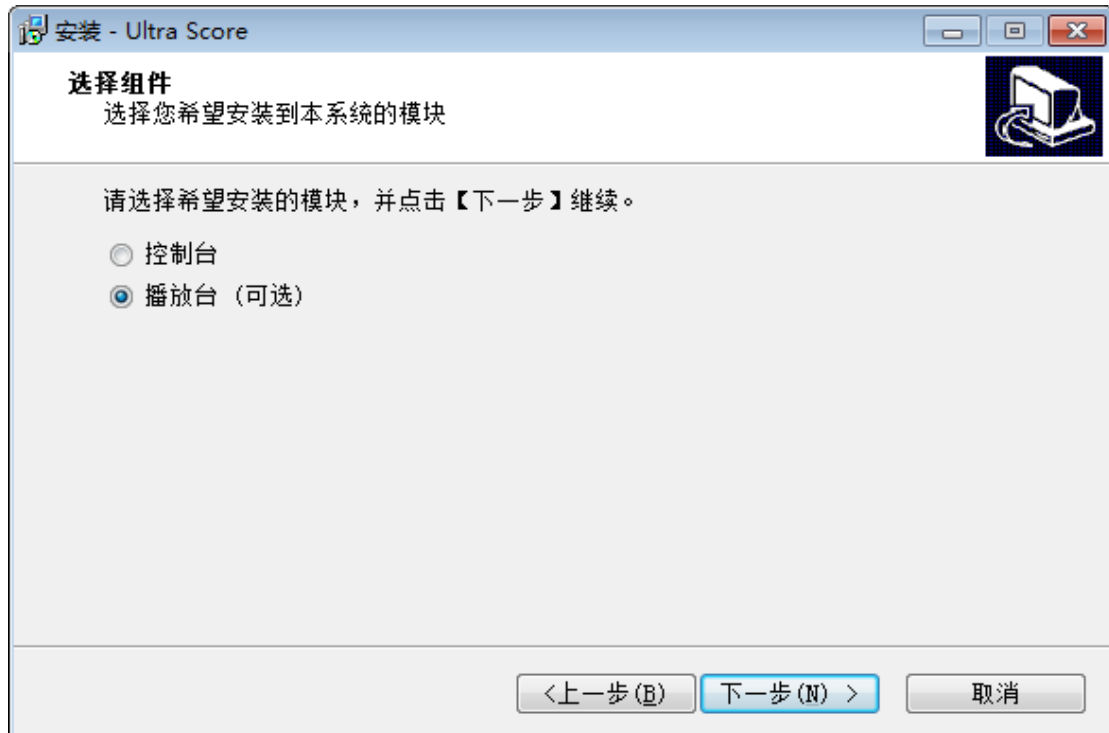 安装 - Ultra Score
选择组件
选择您希望安装到本系统的模块
请选择希望安装的模块，并点击【下一步】继续。
控制台
播放台 (可选)
<上一步(B) 下一步(N) > 取消